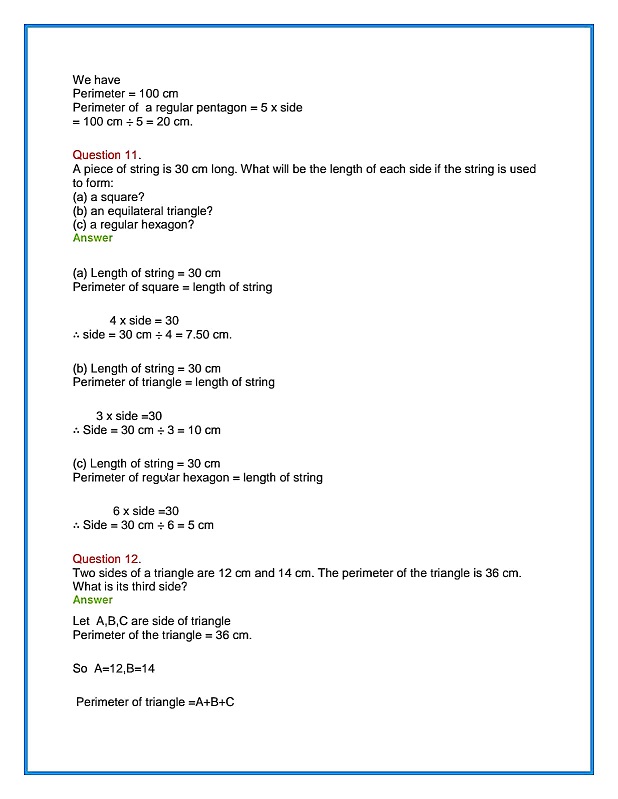 We have
Perimeter = 100 cm
Perimeter of  a regular pentagon = 5 x side
= 100 cm ÷ 5 = 20 cm.
Question 11.
A piece of string is 30 cm long. What will be the length of each side if the string is used
to form:
(a) a square?
(b) an equilateral triangle?
(c) a regular hexagon?
Answer
(a) Length of string = 30 cm
Perimeter of square = length of string
4 x side = 30
∴ side = 30 cm ÷ 4 = 7.50 cm.
(b) Length of string = 30 cm
Perimeter of triangle = length of string
3 x side =30
∴ Side = 30 cm ÷ 3 = 10 cm
(c) Length of string = 30 cm
Perimeter of regular hexagon = length of string
6 x side =30
∴ Side = 30 cm ÷ 6 = 5 cm
Question 12.
Two sides of a triangle are 12 cm and 14 cm. The perimeter of the triangle is 36 cm.
What is its third side?
Answer
Let  A,B,C are side of triangle
Perimeter of the triangle = 36 cm.
So  A=12,B=14
Perimeter of triangle =A+B+C